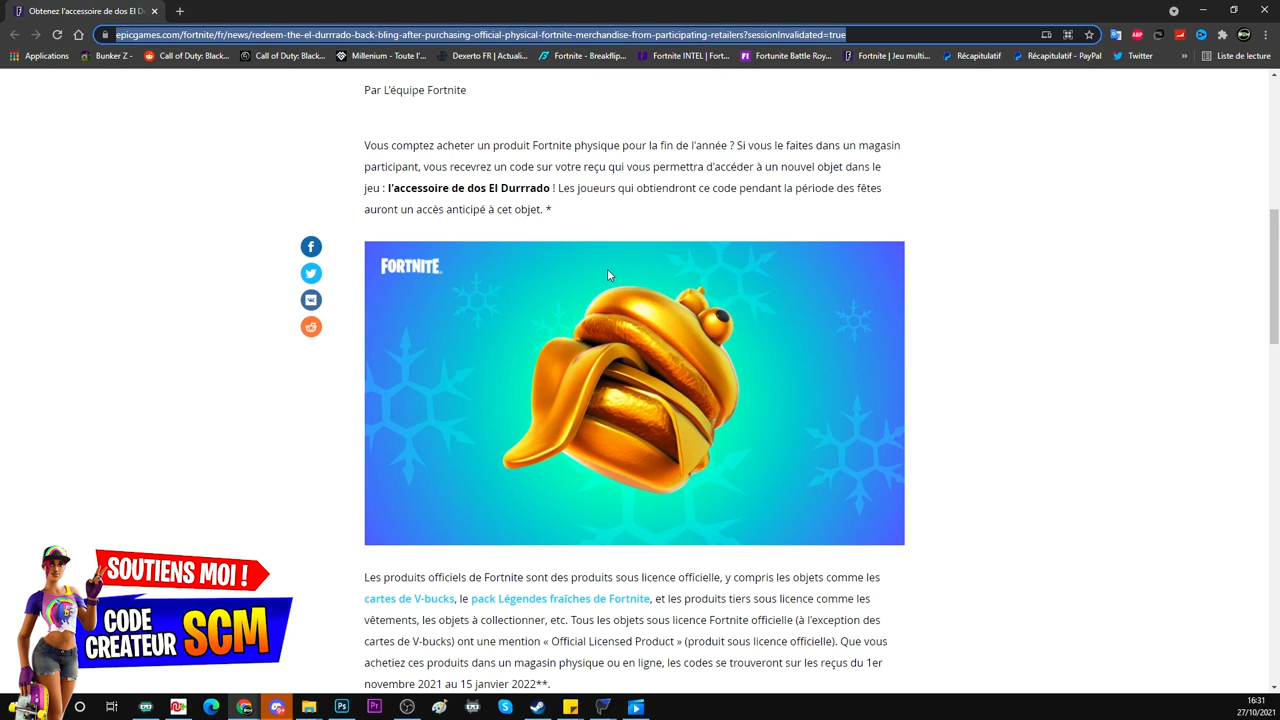 Obtenez l'accessoire de dos El D
epicgames.com/fortnite/fr/news/redeem-the-el-durrrado-back-bling-after-purchasing-official-physical-fortnite-merchandise-from-participating-retailers?sessionInvalidated=true
Applications Bunker Z - Call of Duty: Black... Call of Duty: Black... Millenium - Toute l'... Dexerto FR | Actuali... Fortnite - Breakflip... Fortnite INTEL | Fort... Fortunite Battle Roy... Fortnite | Jeu multi... Récapitulatif Récapitulatif - PayPal Twitter » Liste de lecture
Par L'équipe Fortnite
Vous comptez acheter un produit Fortnite physique pour la fin de l'année ? Si vous le faites dans un magasin
participant, vous recevrez un code sur votre reçu qui vous permettra d'accéder à un nouvel objet dans le
jeu : l'accessoire de dos El Durrrado ! Les joueurs qui obtiendront ce code pendant la période des fêtes
auront un accès anticipé à cet objet. *
FORTNITE
Les produits officiels de Fortnite sont des produits sous licence officielle, y compris les objets comme les
cartes de V-bucks, le pack Légendes fraîches de Fortnite, et les produits tiers sous licence comme les
vêtements, les objets à collectionner, etc. Tous les objets sous licence Fortnite officielle (à l'exception des
cartes de V-bucks) ont une mention « Official Licensed Product » (produit sous licence officielle). Que vous
achetiez ces produits dans un magasin physique ou en ligne, les codes se trouveront sur les reçus du 1er
novembre 2021 au 15 janvier 2022**.
SOUTIENS MOI !
CODE
CREATEUR SCM
16:31
27/10/2021